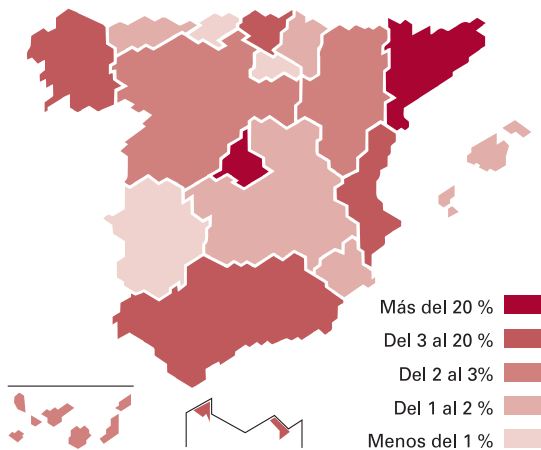 Más del 20 %
Del 3 al 20 %
Del 2 al 3%
Del 1 al 2 %
Menos del 1 %